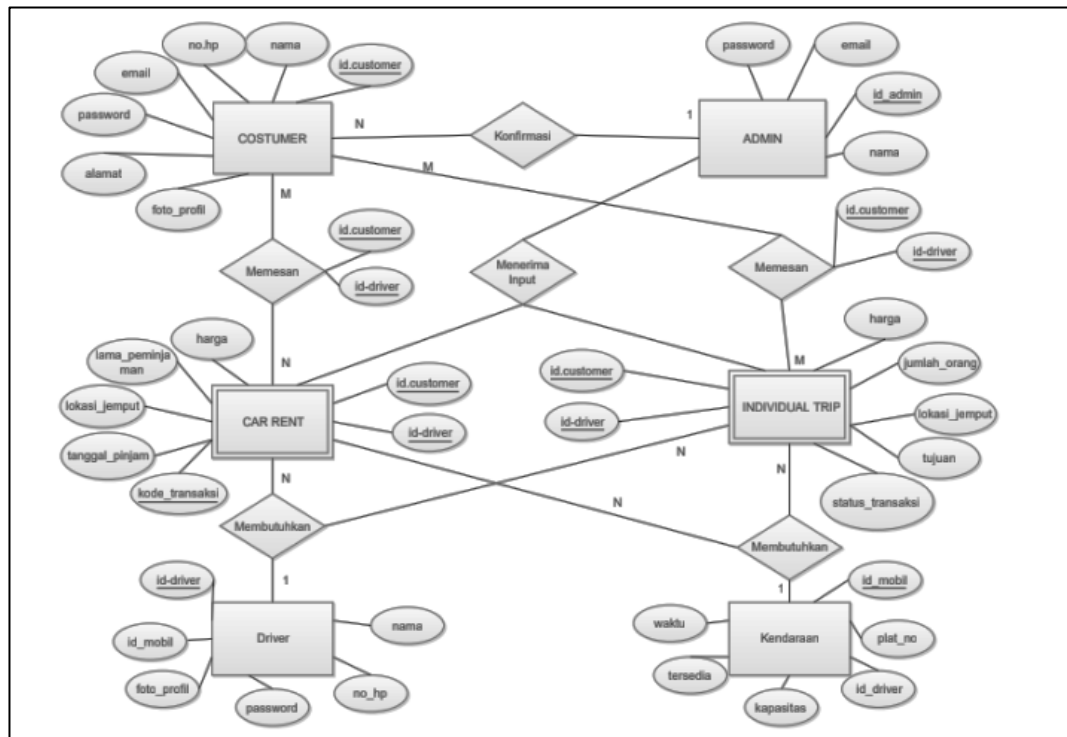 no.hp
nama
id.customer
email
password
COSTUMER
alamat
foto_profil
N
Konfirmasi
1
password
email
id_admin
ADMIN
nama
M
M
Memesan
id.customer
id-driver
Menerima
Input
Memesan
id.customer
id-driver
harga
lama_peminja
man
lokasi_jemput
tanggal_pinjam
kode_transaksi
N
CAR RENT
id.customer
id-driver
id.customer
id-driver
M
INDIVIDUAL TRIP
harga
jumlah_orang
lokasi_jemput
tujuan
status_transaksi
N
N
N
N
Membutuhkan
Membutuhkan
1
1
id-driver
id_mobil
foto_profil
password
Driver
nama
no_hp
waktu
tersedia
kapasitas
Kendaraan
id_mobil
plat_no
id_driver